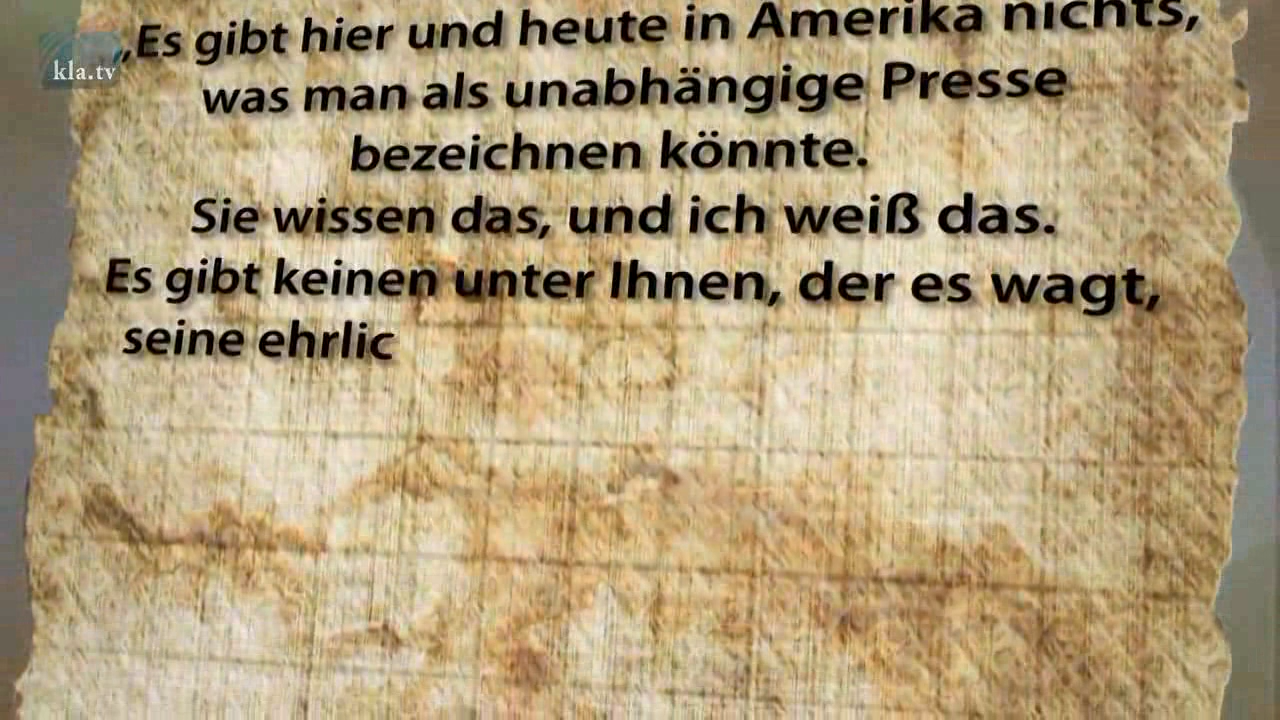 kla.tv
„Es gibt hier und heute in Amerika nichts,
was man als unabhängige Presse
bezeichnen könnte.
Sie wissen das, und ich weiß das.
Es gibt keinen unter Ihnen, der es wagt,
seine ehrlic